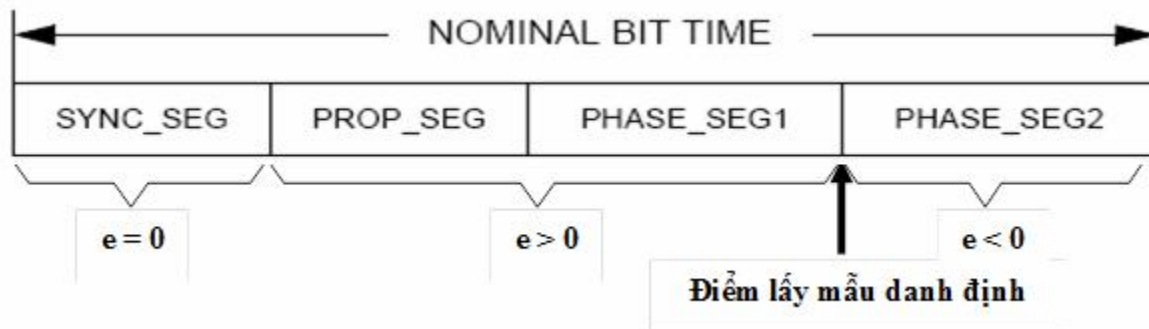 NOMINAL BIT TIME
SYNC_SEG PROP_SEG PHASE_SEG1 PHASE_SEG2
e = 0 e > 0 e < 0
Điểm lấy mẫu danh định